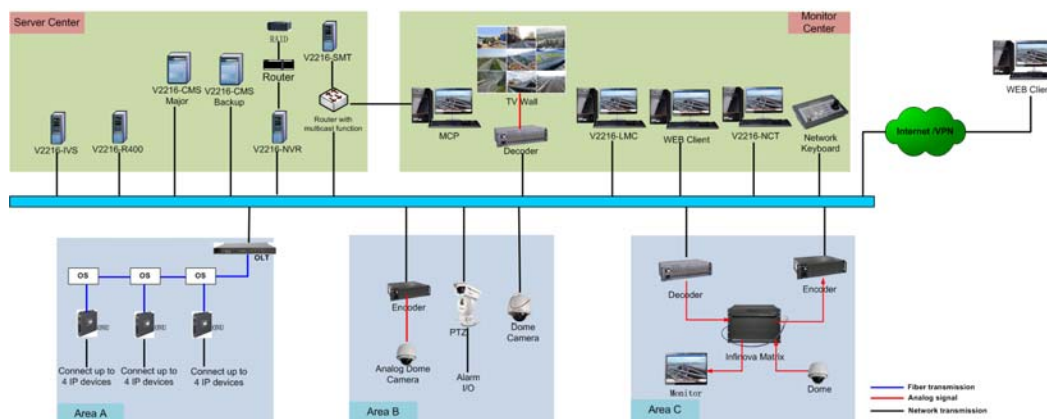 Server Center
Monitor
Center
RAID
V2216-SMT
V2216-CMS
Major
V2216-CMS
Backup
Router
TV Wall
WEB Client
Router with
multicast function
MCP
Decoder
V2216-LMC
WEB Client
V2216-NCT
Network
Keyboard
Internet /VPN
V2216-IVS
V2216-R400
V2216-NVR
OLT
OS
OS
OS
ONU
ONU
ONU
Connect up to
4 IP devices
Connect up to
4 IP devices
Connect up to
4 IP devices
Area A
Encoder
PTZ
Dome
Camera
Analog Dome
Camera
Alarm
I/O
Area B
Decoder
Encoder
Infinova Matrix
Monitor
Dome
Area C
Fiber transmission
Analog signal
Network transmission